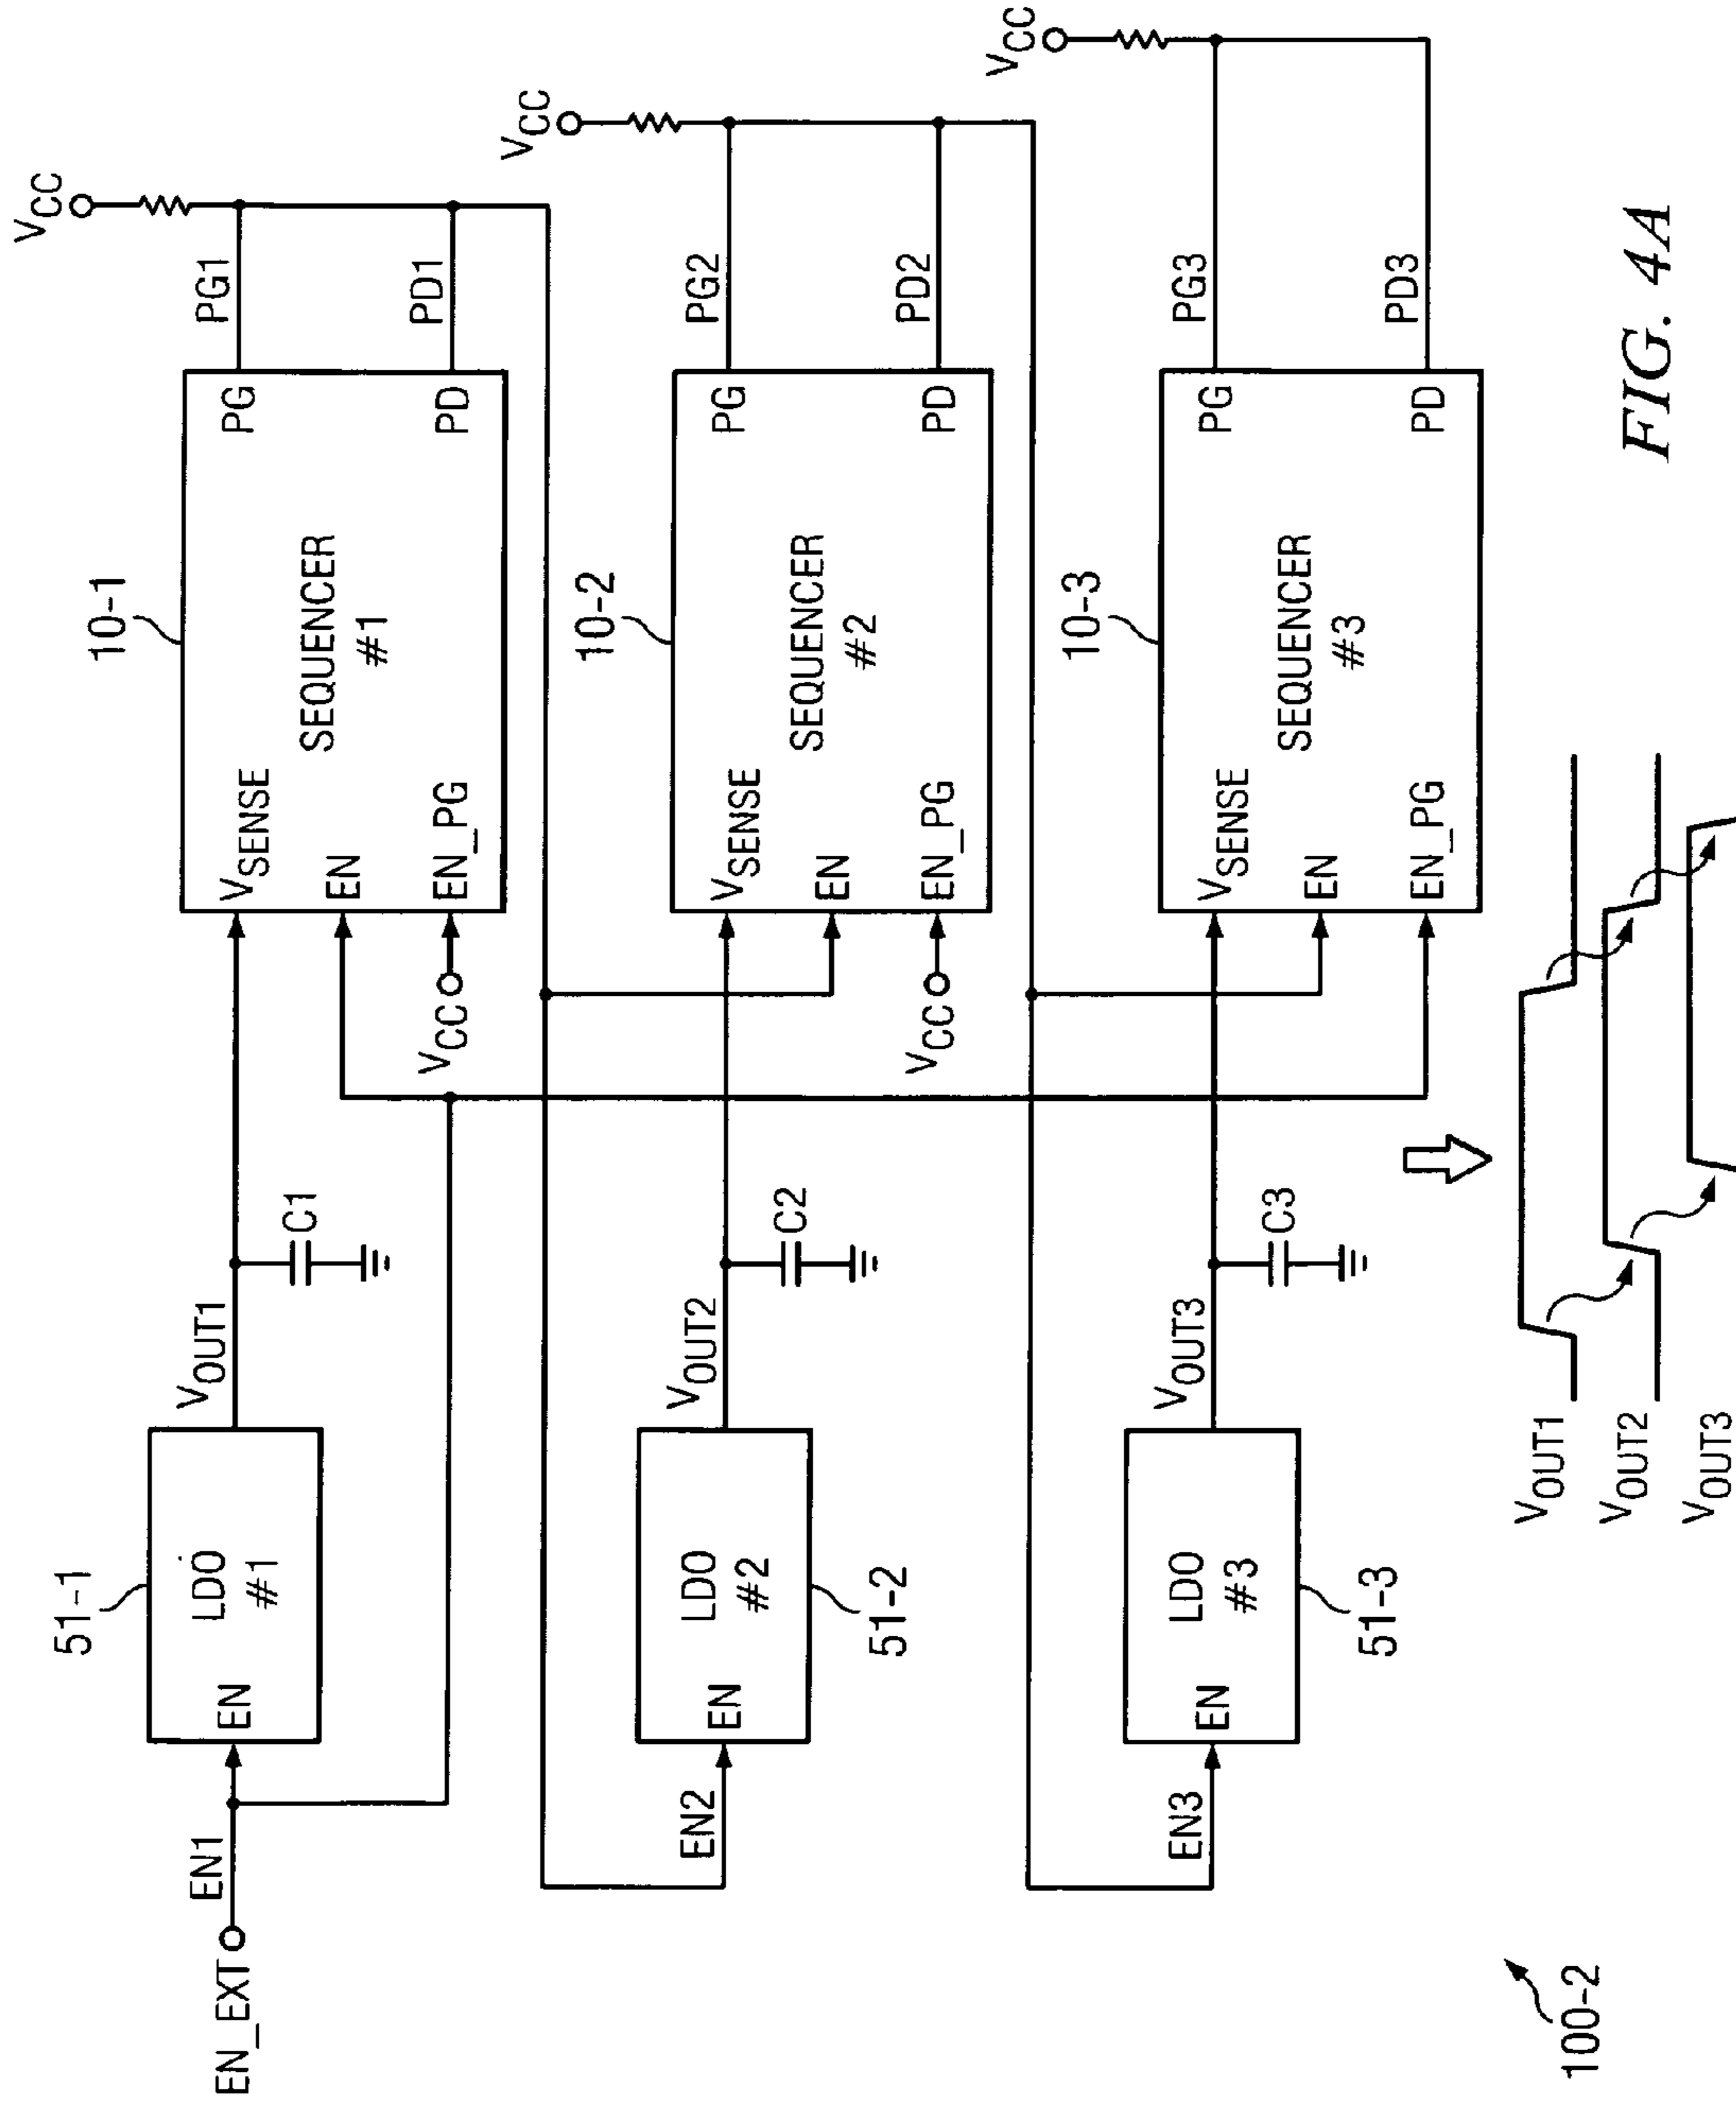 EN_EXT
EN1
51-1
LDO
#1
EN
VOUT1
C1
10-1
VSENSE
EN
EN_PG
VCC
SEQUENCER
#1
PG
PD
PG1
PD1
VCC
EN2
51-2
LDO
#2
EN
VOUT2
C2
10-2
VSENSE
EN
EN_PG
VCC
SEQUENCER
#2
PG
PD
PG2
PD2
VCC
EN3
51-3
LDO
#3
EN
VOUT3
C3
10-3
VSENSE
EN
EN_PG
SEQUENCER
#3
PG
PD
PG3
PD3
VCC
VOUT1
VOUT2
VOUT3
100-2
FIG. 4A